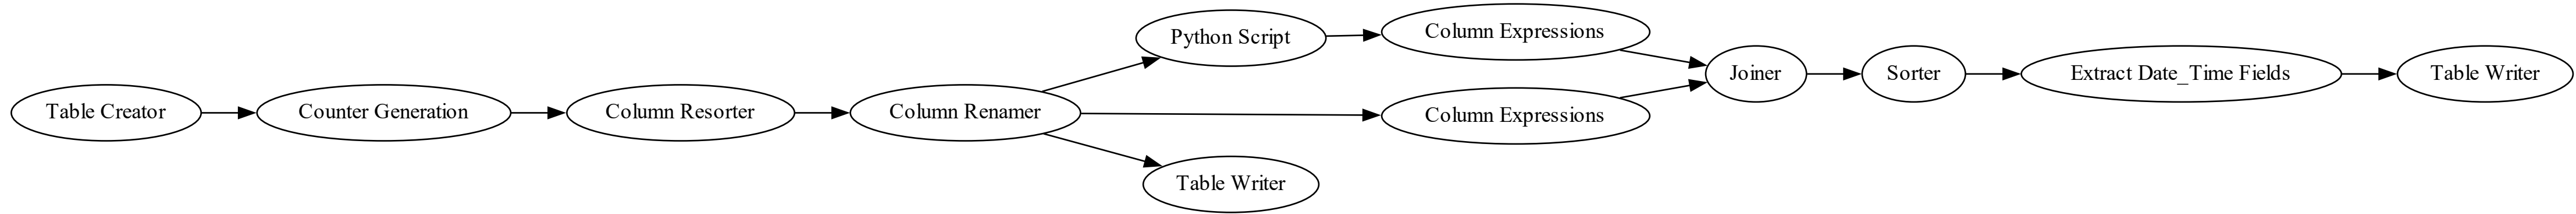 Table Creator
Counter Generation
Column Resorter
Column Renamer
Python Script
Column Expressions
Column Expressions
Table Writer
Joiner
Sorter
Extract Date_Time Fields
Table Writer